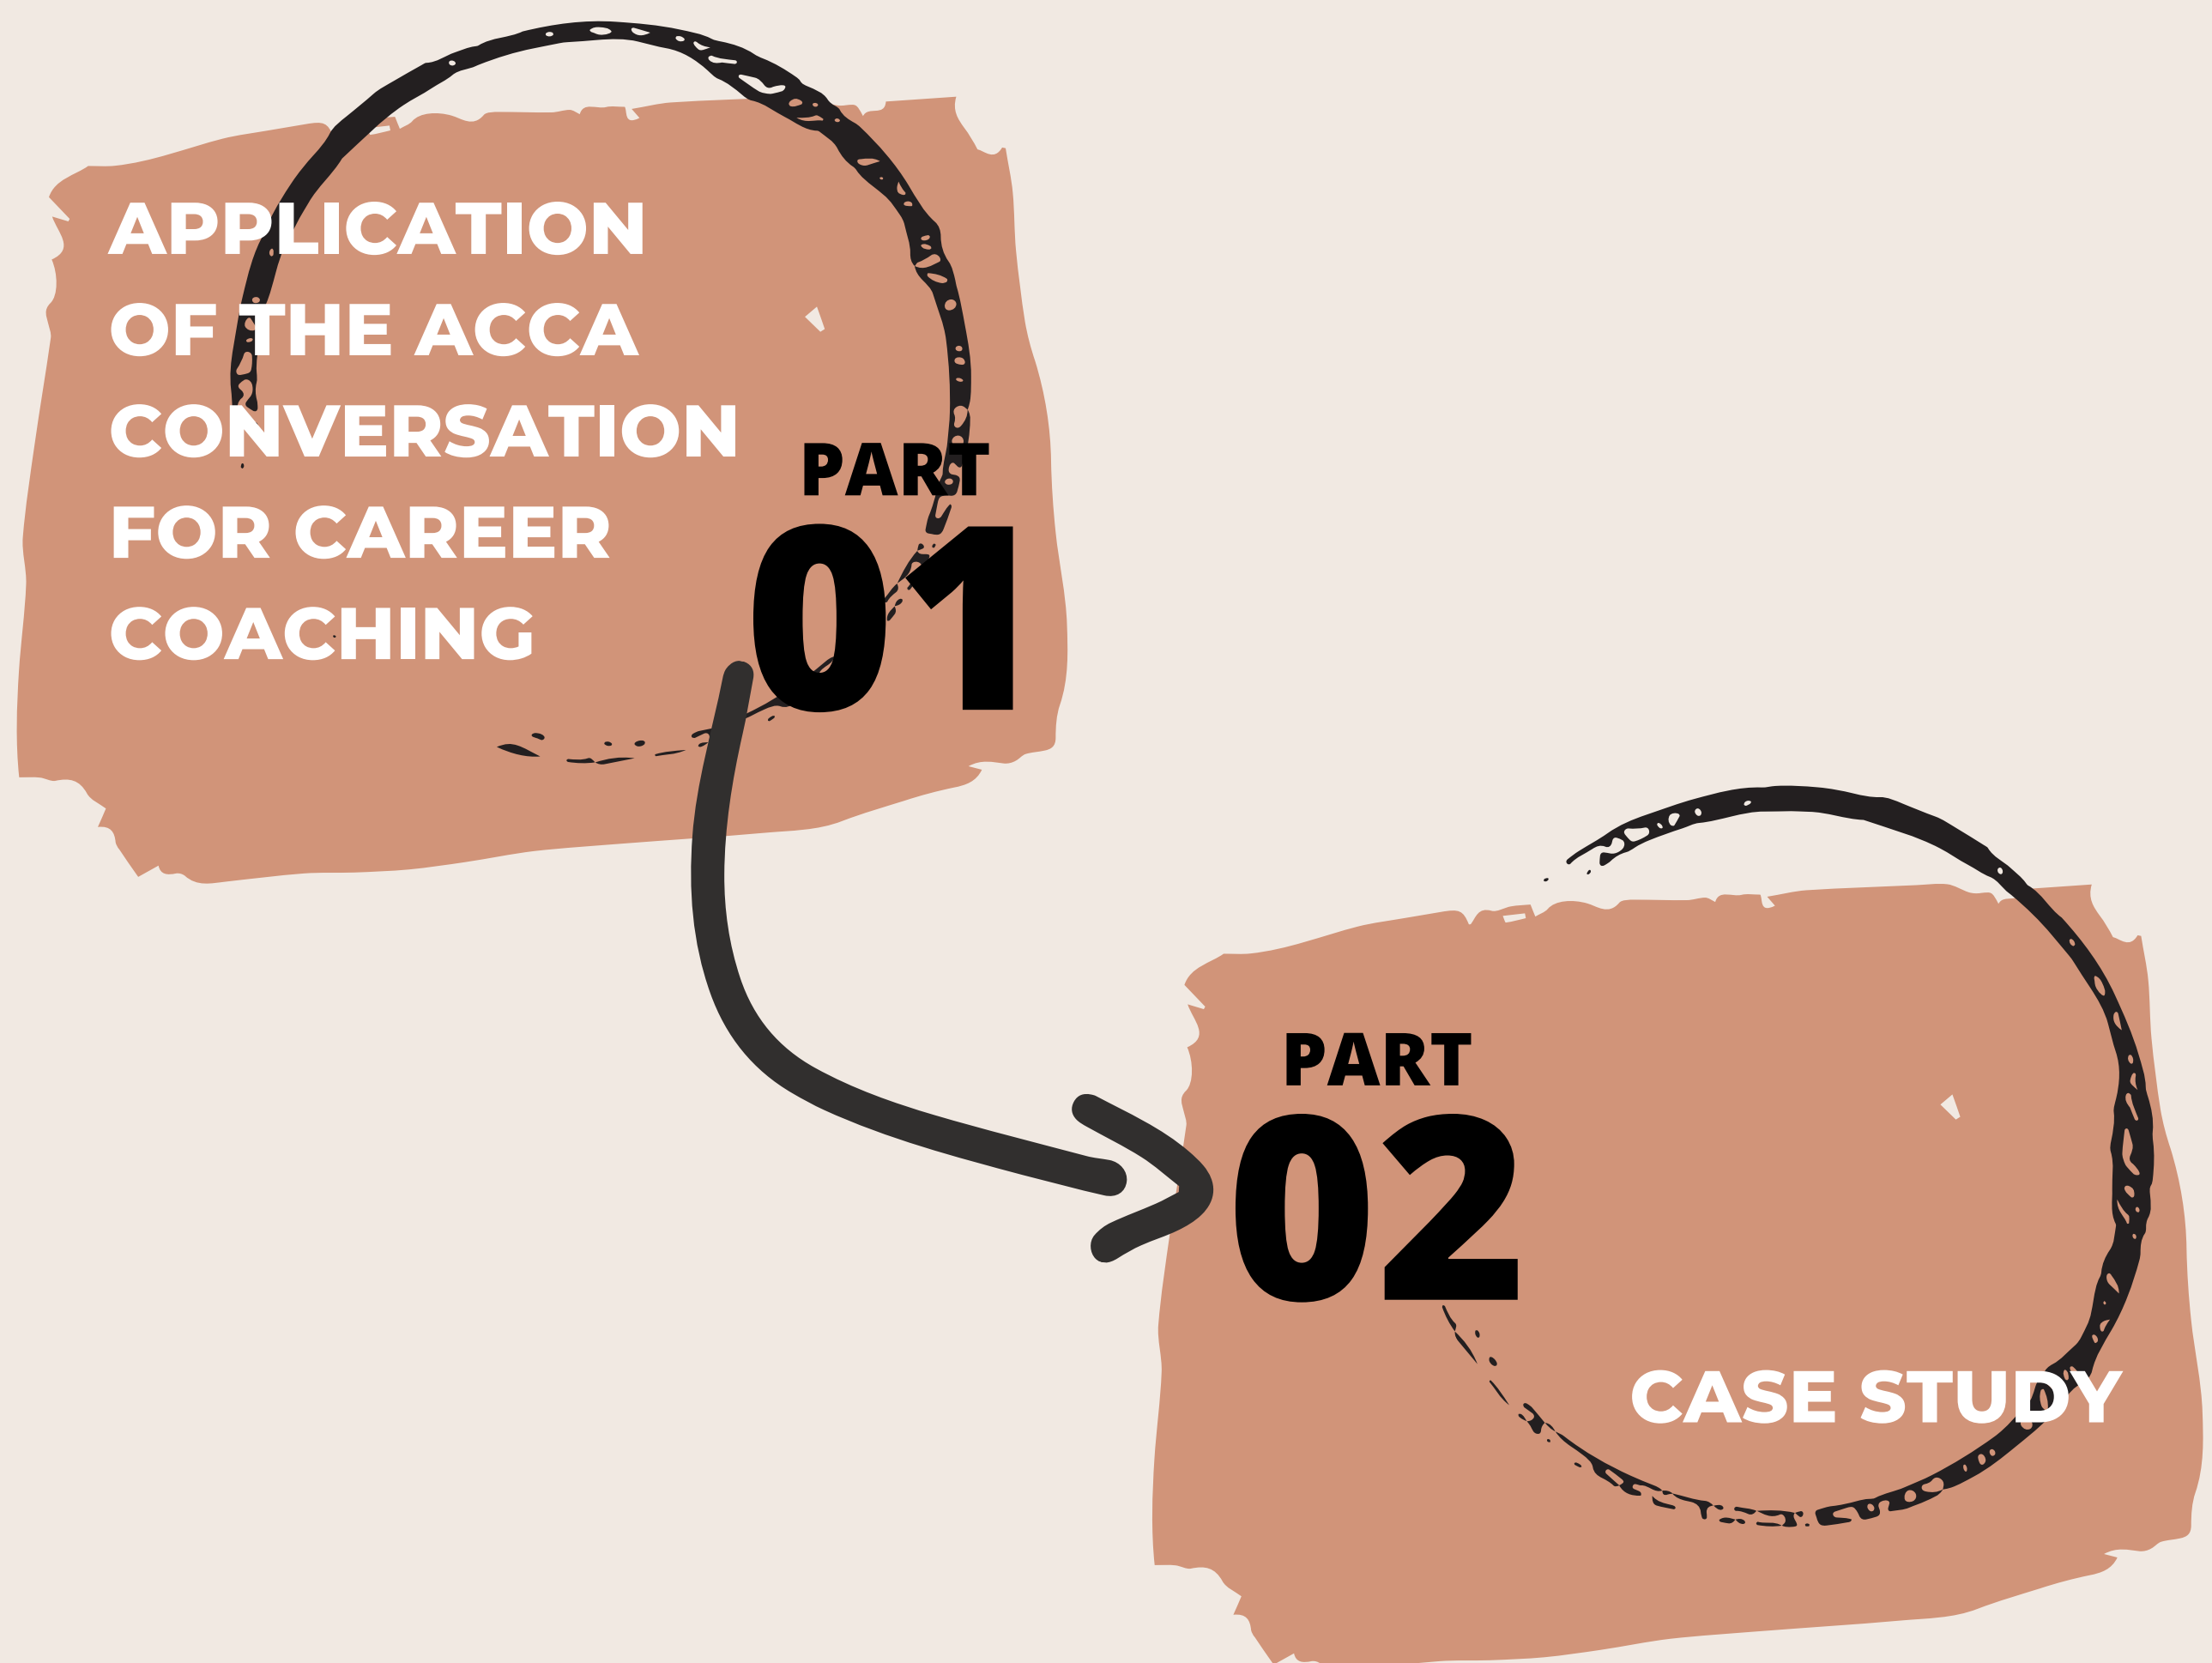 APPLICATION
OF THE ACCA
CONVERSATION
FOR CAREER
COACHING
PART
01
PART
02
CASE STUDY